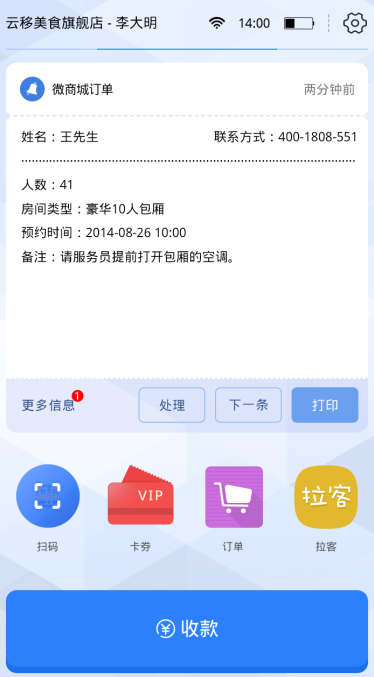 云移美食旗舰店 - 李大明 14:00
微商城订单 两分钟前
姓名：王先生 联系方式：400-1808-551
人数：41
房间类型：豪华10人包厢
预约时间：2014-08-26 10:00
备注：请服务员提前打开包厢的空调。
更多信息 1 处理 下一条 打印
VIP 拉客
扫码 卡券 订单 拉客
收款